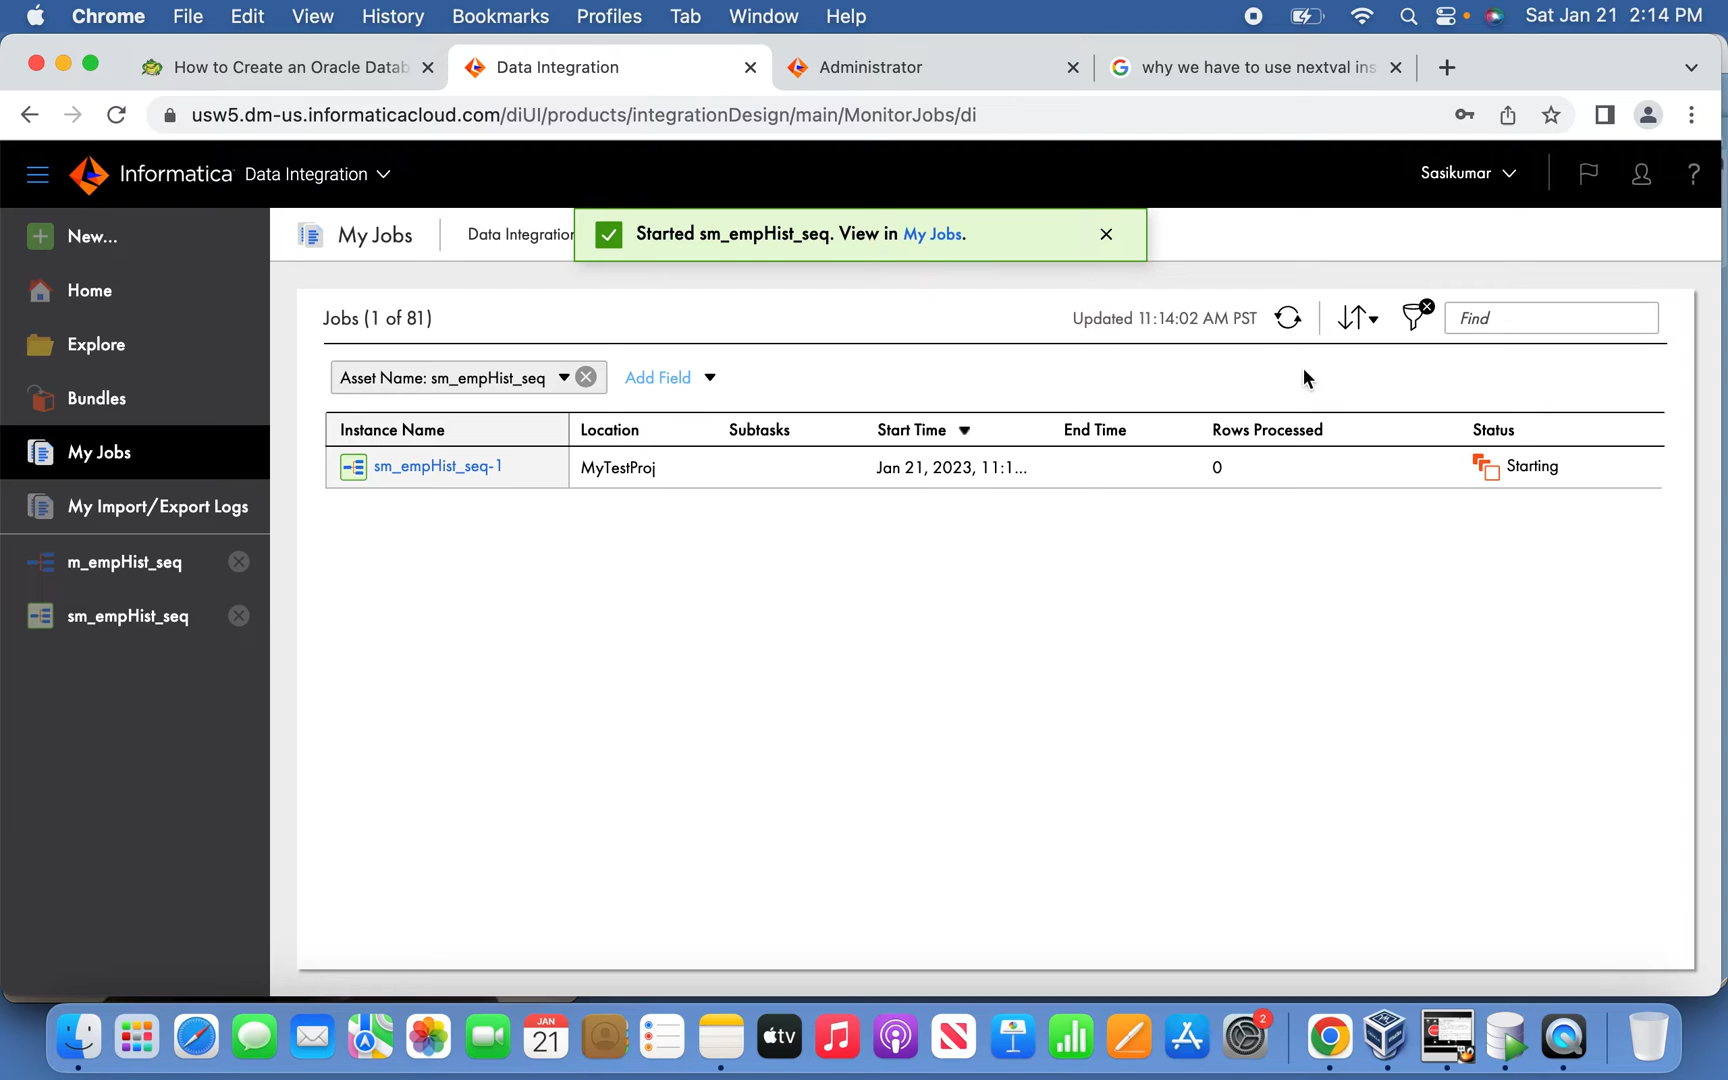 Chrome File Edit View History Bookmarks Profiles Tab Window Help Sat Jan 21 2:14 PM
How to Create an Oracle Datab Data Integration Administrator why we have to use nextval ins
usw5.dm-us.informaticacloud.com/diUI/products/integrationDesign/main/MonitorJobs/di
Informatica Data Integration Sasikumar ?
New...
Home
Explore
Bundles
My Jobs
My Import/Export Logs
m_empHist_seq
sm_empHist_seq
My Jobs Data Integration
Started sm_empHist_seq. View in My Jobs.
Jobs (1 of 81) Updated 11:14:02 AM PST Find
Asset Name: sm_empHist_seq Add Field
Instance Name Location Subtasks Start Time End Time Rows Processed Status
sm_empHist_seq-1 MyTestProj Jan 21, 2023, 11:1... 0 Starting
JAN
21
tv
2